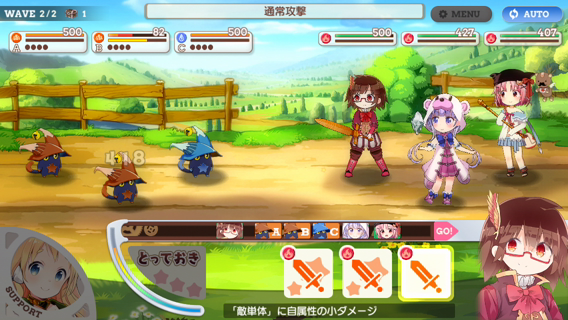 WAVE 2/2 1
通常攻撃
MENU
AUTO
500
82
500
A
B
C
500
427
407
418
A
B
C
GO!
とっておき
SUPPORT
「敵単体」に自属性の小ダメージ